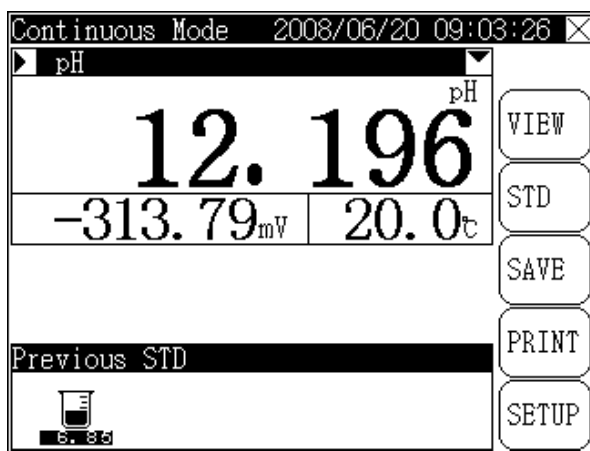 Continuous Mode 2008/06/20 09:03:26
pH
pH
12.196
-313.79mV 20.0℃
VIEW
STD
SAVE
PRINT
SETUP
Previous STD
6.85